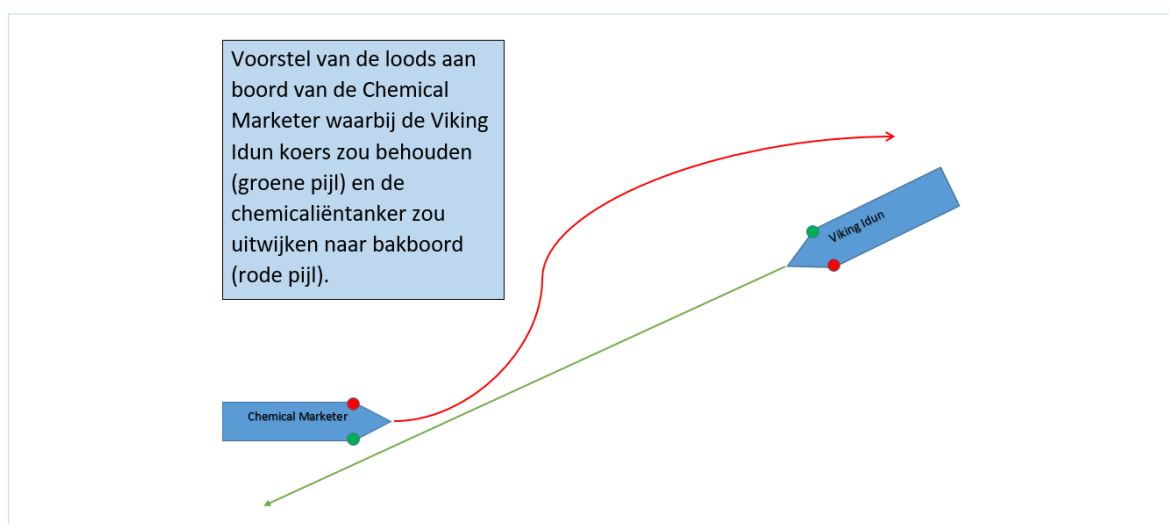 Voorstel van de loods aan
boord van de Chemical
Marketer waarbij de Viking
Idun koers zou behouden
(groene pijl) en de
chemicaliëntanker zou
uitwijken naar bakboord
(rode pijl).
Viking Idun
Chemical Marketer